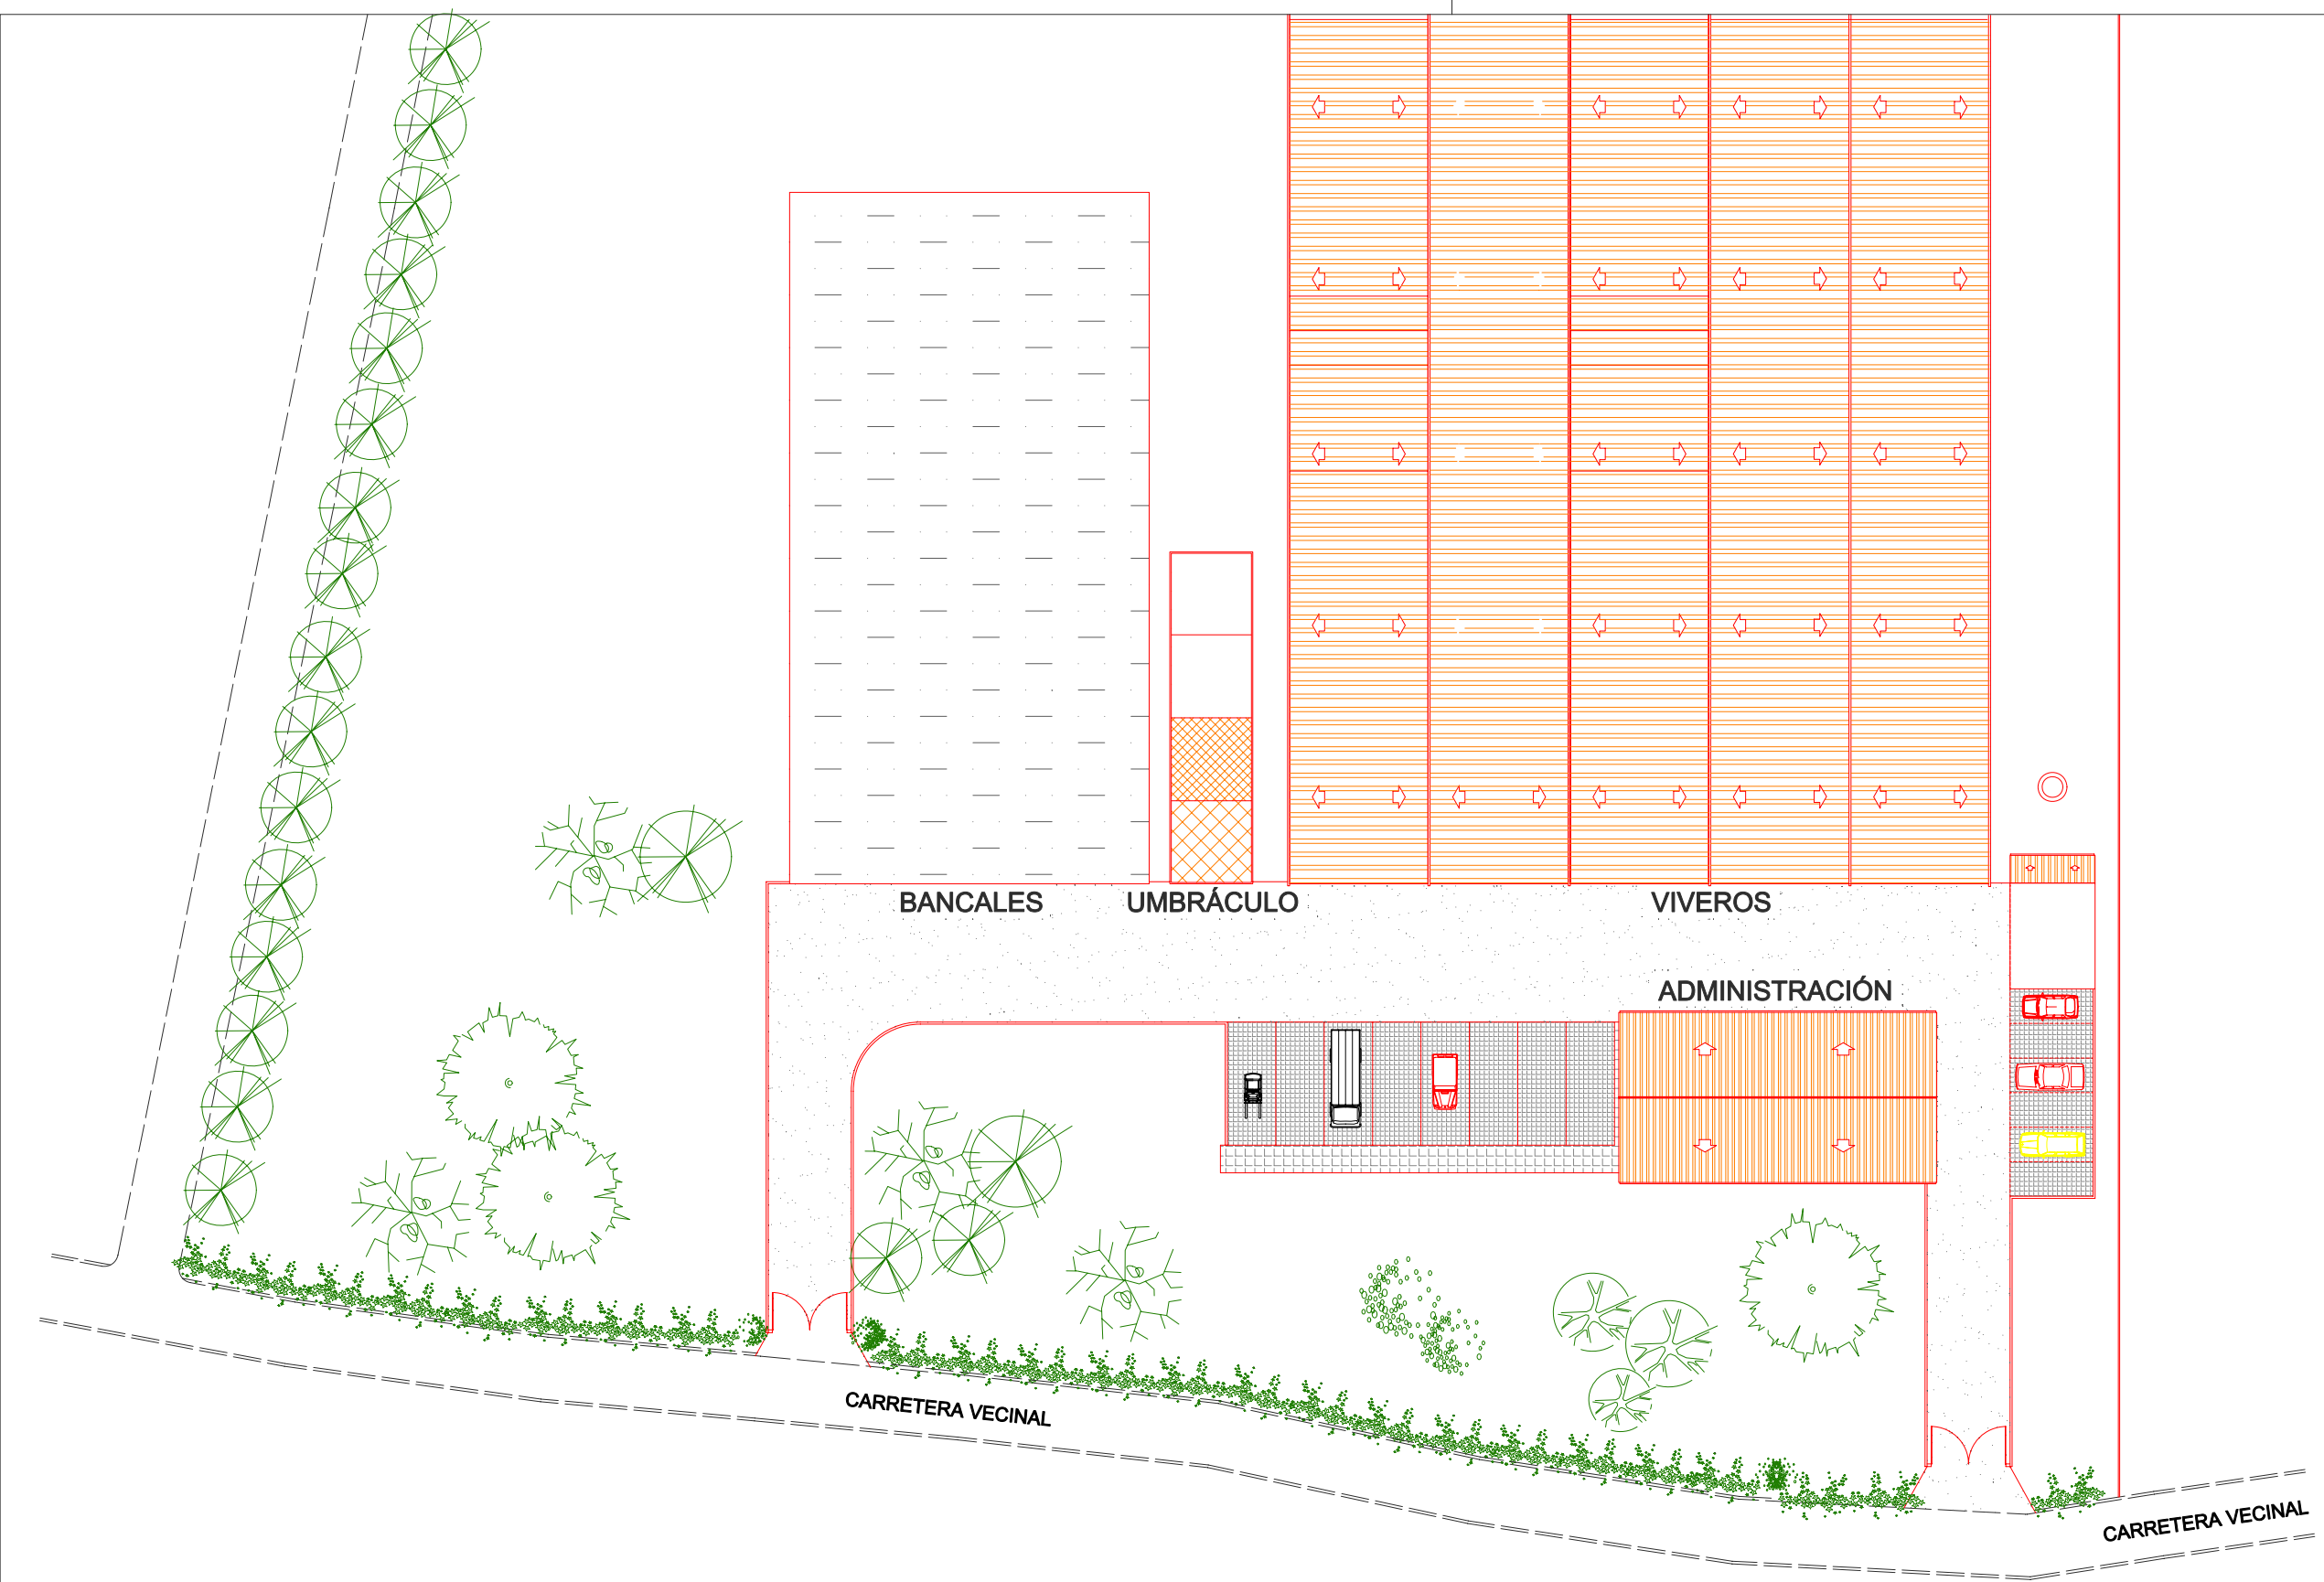 BANCALES
UMBRÁCULO
VIVEROS
ADMINISTRACIÓN
CARRETERA VECINAL
CARRETERA VECINAL